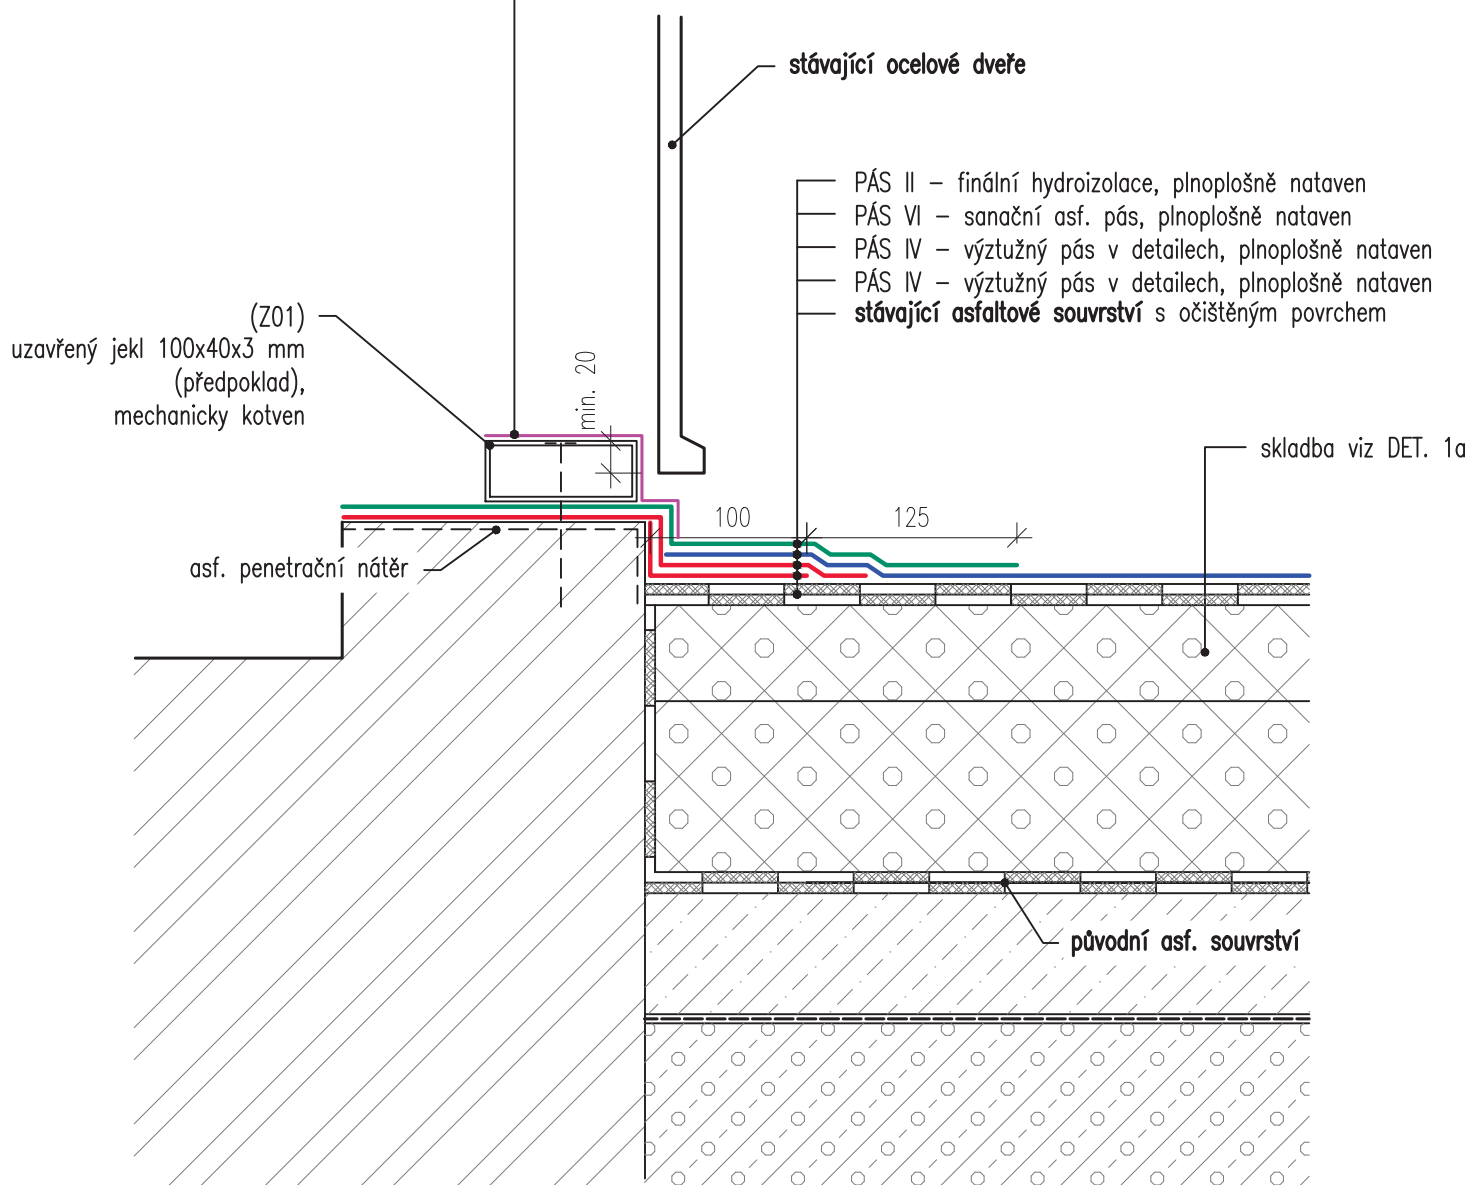 stávající ocelové dveře
PÁS II – finální hydroizolace, plnoplošně nataven
PÁS VI – sanační asf. pás, plnoplošně nataven
PÁS IV – výztužný pás v detailech, plnoplošně nataven
PÁS IV – výztužný pás v detailech, plnoplošně nataven
stávající asfaltové souvrství s očištěným povrchem
(Z01)
uzavřený jekl 100x40x3 mm
(předpoklad),
mechanicky kotven
min. 20
skladba viz DET. 1a
100
125
asf. penetrační nátěr
původní asf. souvrství